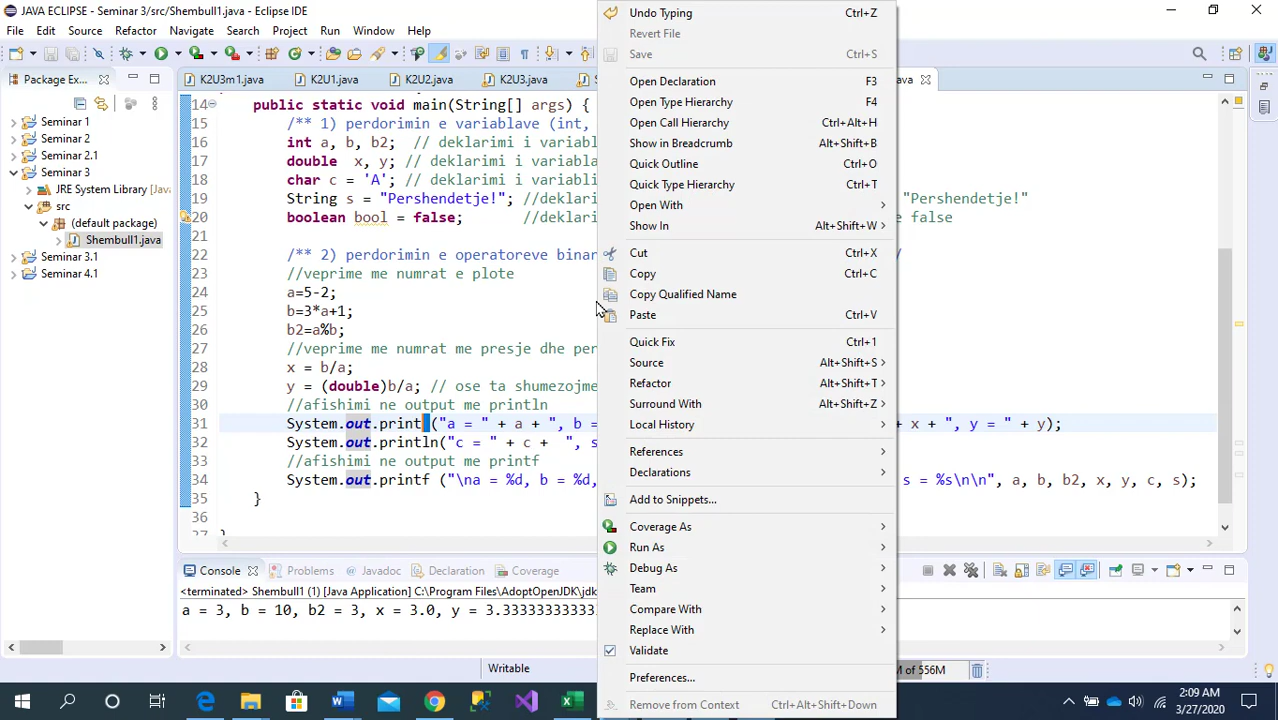 JAVA ECLIPSE - Seminar 3/src/Shembull1.java - Eclipse IDE
File Edit Source Refactor Navigate Search Project Run Window Help
Package Ex...
K2U3m1.java K2U1.java K2U2.java K2U3.java
Seminar 1
Seminar 2
Seminar 2.1
Seminar 3
JRE System Library [Java
src
(default package)
Shembull1.java
Seminar 3.1
Seminar 4.1
14 public static void main(String[] args) {
15 /** 1) perdorimin e variablave (int,
16 int a, b, b2; // deklarimi i variabl
17 double x, y; // deklarimi i variabla
18 char c = 'A'; // deklarimi i variabli
19 String s = "Pershendetje!"; //deklar "Pershendetje!"
20 boolean bool = false; //deklari e false
21
22 /** 2) perdorimin e operatoreve binar /
23 //veprime me numrat e plote
24 a=5-2;
25 b=3*a+1;
26 b2=a%b;
27 //veprime me numrat me presje dhe per
28 x = b/a;
29 y = (double)b/a; // ose ta shumezojme
30 //afishimi ne output me println
31 System.out.print ("a = " + a + ", b = + x + ", y = " + y);
32 System.out.println("c = " + c + ", s
33 //afishimi ne output me printf
34 System.out.printf ("\na = %d, b = %d, s = %s\n\n", a, b, b2, x, y, c, s);
35 }
36
37 }
Undo Typing Ctrl+Z
Revert File
Save Ctrl+S
Open Declaration F3
Open Type Hierarchy F4
Open Call Hierarchy Ctrl+Alt+H
Show in Breadcrumb Alt+Shift+B
Quick Outline Ctrl+O
Quick Type Hierarchy Ctrl+T
Open With
Show In Alt+Shift+W
Cut Ctrl+X
Copy Ctrl+C
Copy Qualified Name
Paste Ctrl+V
Quick Fix Ctrl+1
Source Alt+Shift+S
Refactor Alt+Shift+T
Surround With Alt+Shift+Z
Local History
References
Declarations
Add to Snippets...
Coverage As
Run As
Debug As
Team
Compare With
Replace With
Validate
Preferences...
Remove from Context Ctrl+Alt+Shift+Down
Console Problems Javadoc Declaration Coverage
<terminated> Shembull1 (1) [Java Application] C:\Program Files\AdoptOpenJDK\jdk
a = 3, b = 10, b2 = 3, x = 3.0, y = 3.33333333333
Writable
M of 556M
2:09 AM
3/27/2020